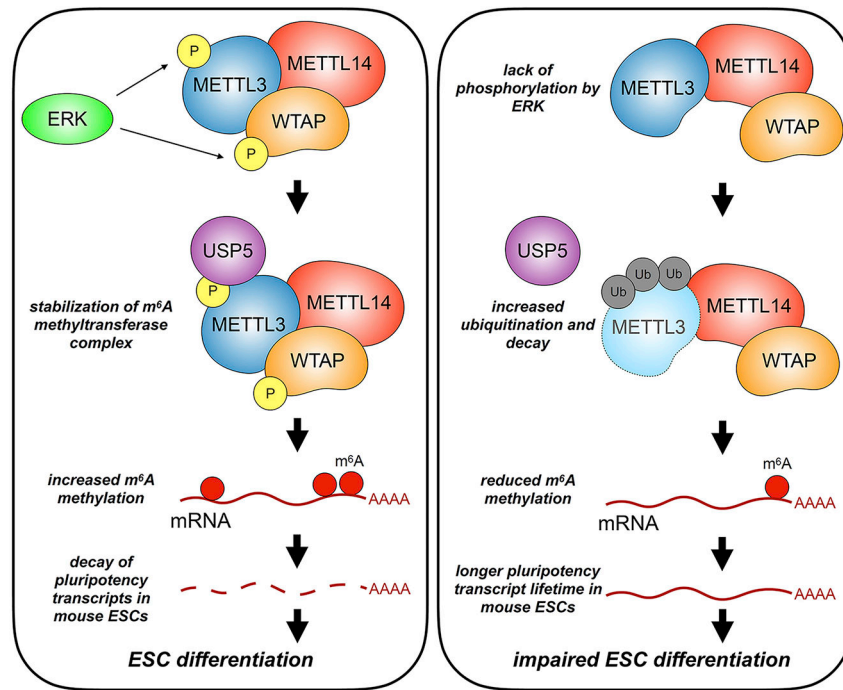 P
METTL3
METTL14
ERK
WTAP
P
USP5
P
stabilization of m⁶A
methyltransferase
complex
METTL3
METTL14
WTAP
P
increased m⁶A
methylation
m⁶A
AAAA
mRNA
decay of
pluripotency
transcripts in
mouse ESCs
AAAA
ESC differentiation
lack of
phosphorylation by
ERK
METTL3
METTL14
WTAP
USP5
Ub
Ub
Ub
increased
ubiquitination and
decay
METTL3
METTL14
WTAP
reduced m⁶A
methylation
m⁶A
AAAA
mRNA
longer pluripotency
transcript lifetime in
mouse ESCs
AAAA
impaired ESC differentiation